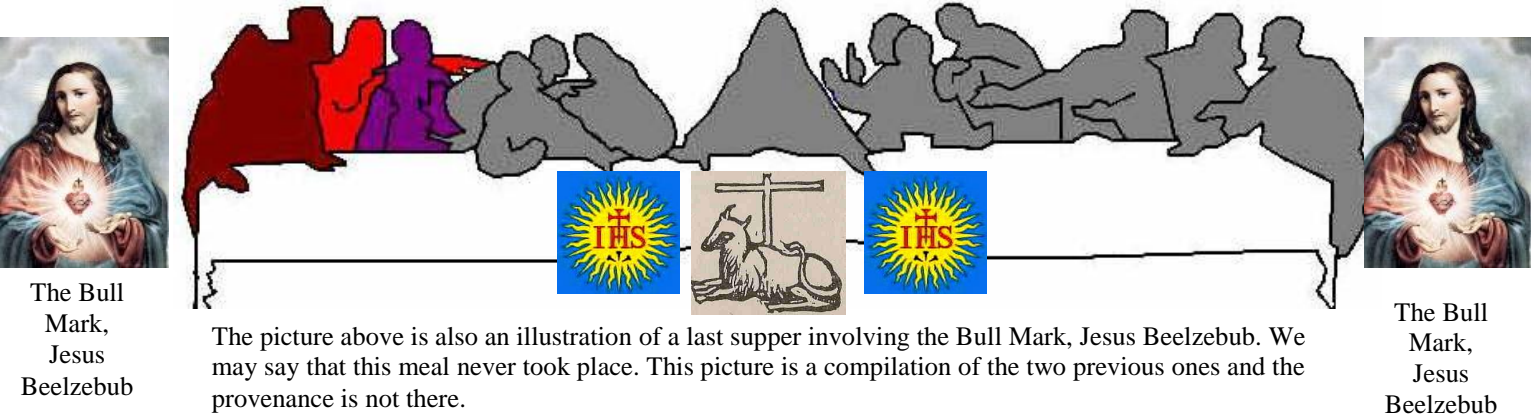 IHS
IHS
The Bull
Mark,
Jesus
Beelzebub
The picture above is also an illustration of a last supper involving the Bull Mark, Jesus Beelzebub. We
may say that this meal never took place. This picture is a compilation of the two previous ones and the
provenance is not there.
The Bull
Mark,
Jesus
Beelzebub